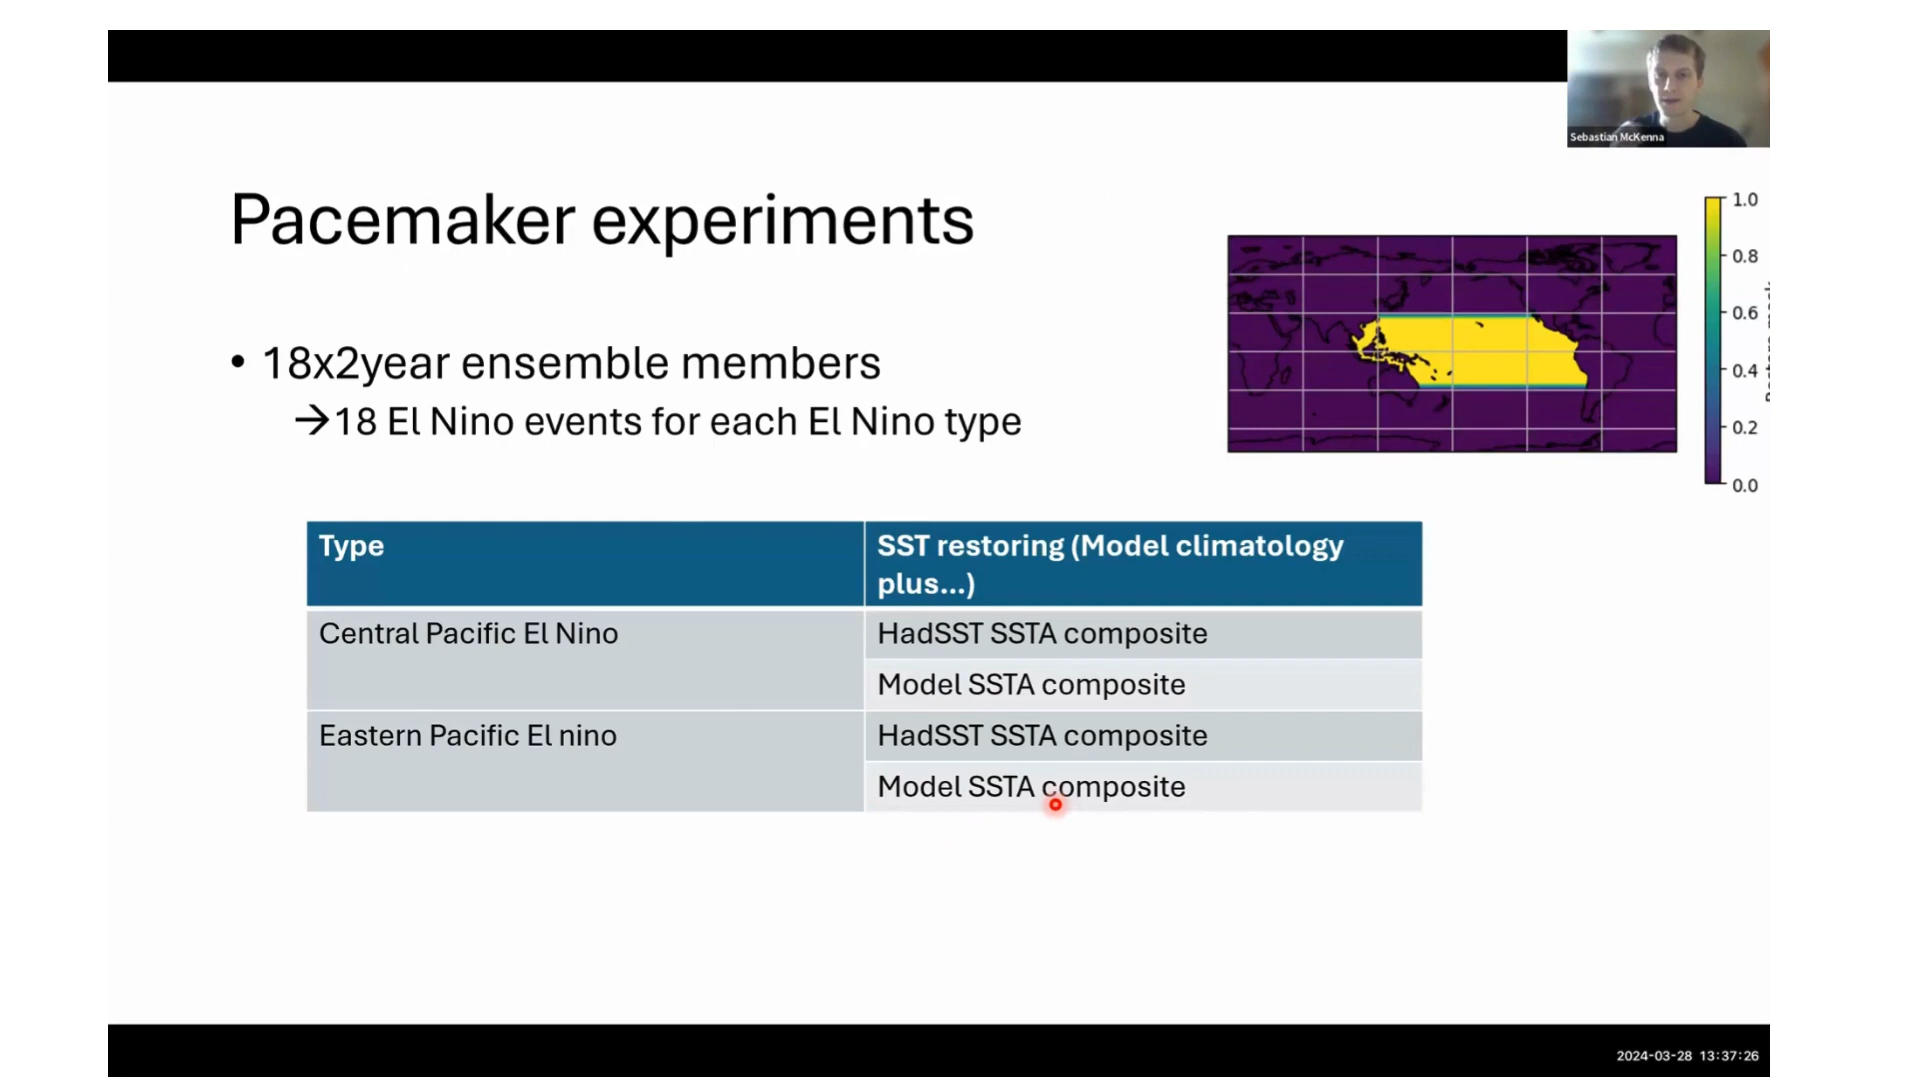 Sebastian McKenna
Pacemaker experiments
• 18x2year ensemble members
→18 El Nino events for each El Nino type
1.0
0.8
0.6
0.4
0.2
0.0
Type
SST restoring (Model climatology
plus...)
Central Pacific El Nino
HadSST SSTA composite
Model SSTA composite
Eastern Pacific El nino
HadSST SSTA composite
Model SSTA composite
2024-03-28 13:37:26